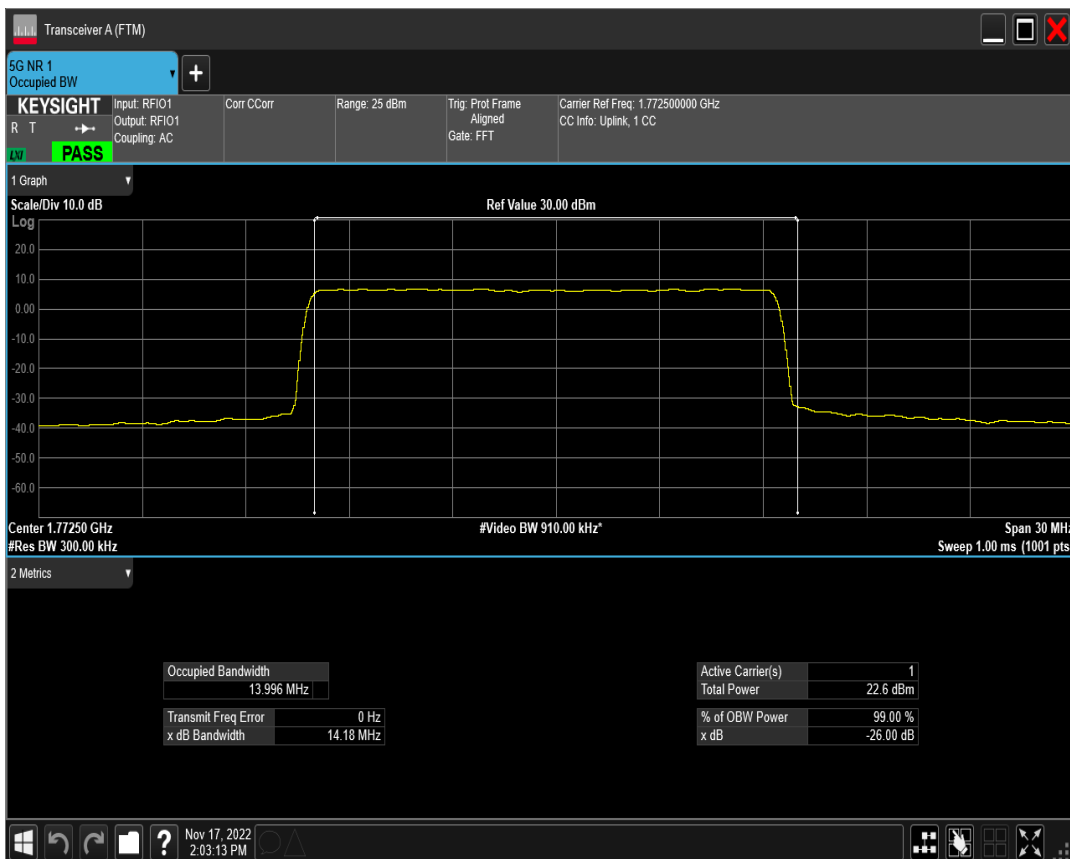 Transceiver A (FTM)
5G NR 1
Occupied BW
+
KEYSIGHT
R T
LXI
PASS
Input: RFIO1
Output: RFIO1
Coupling: AC
Corr CCorr
Range: 25 dBm
Trig: Prot Frame
Aligned
Gate: FFT
Carrier Ref Freq: 1.772500000 GHz
CC Info: Uplink, 1 CC
1 Graph
Scale/Div 10.0 dB
Ref Value 30.00 dBm
Log
20.0
10.0
0.00
-10.0
-20.0
-30.0
-40.0
-50.0
-60.0
Center 1.77250 GHz
#Video BW 910.00 kHz*
Span 30 MHz
#Res BW 300.00 kHz
Sweep 1.00 ms (1001 pts
2 Metrics
Occupied Bandwidth
13.996 MHz
Transmit Freq Error 0 Hz
x dB Bandwidth 14.18 MHz
Active Carrier(s) 1
Total Power 22.6 dBm
% of OBW Power 99.00 %
x dB -26.00 dB
?
Nov 17, 2022
2:03:13 PM